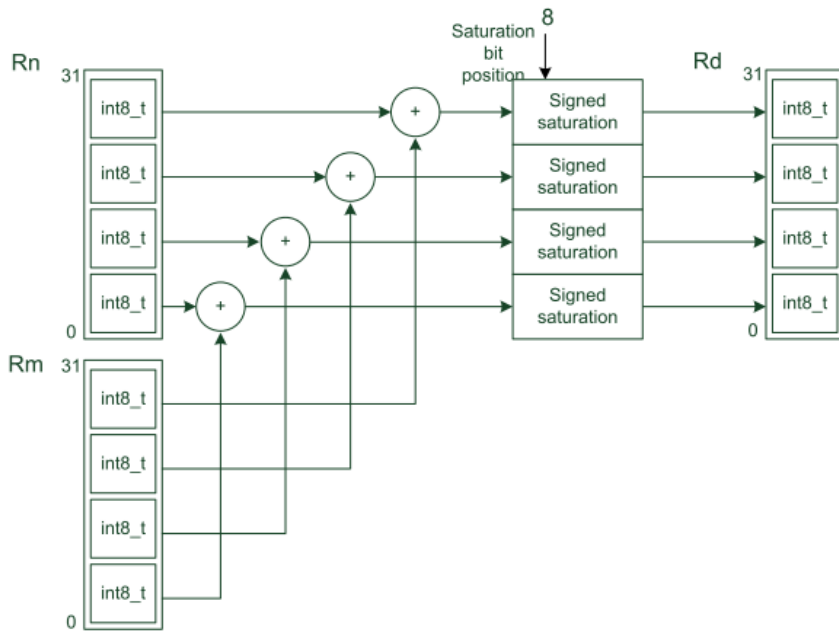 8
Saturation
bit
position
Rn
31
Rd
31
int8_t
+
Signed
saturation
int8_t
int8_t
+
Signed
saturation
int8_t
int8_t
+
Signed
saturation
int8_t
int8_t
+
Signed
saturation
int8_t
0
0
Rm
31
int8_t
int8_t
int8_t
int8_t
0